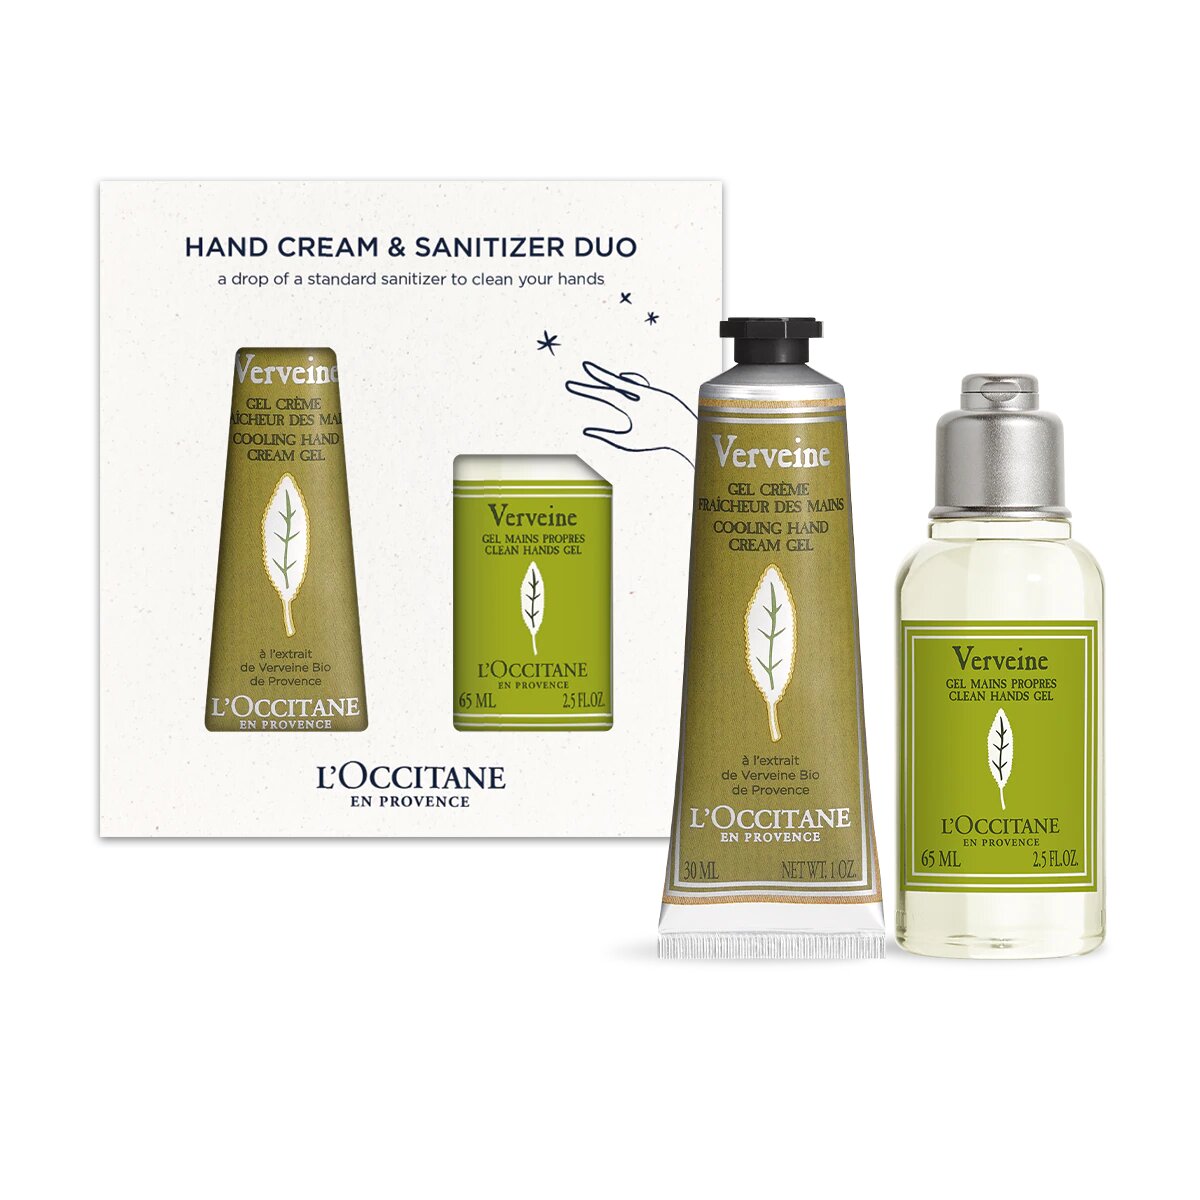 HAND CREAM & SANITIZER DUO
a drop of a standard sanitizer to clean your hands
Verveine
GEL CRÈME
AÎCHEUR DES MAI
COOLING HAND
CREAM GEL
à l'extrait
de Verveine Bio
de Provence
L'OCCITANE
EN PROVENCE
Verveine
GEL MAINS PROPRES
CLEAN HANDS GEL
L'OCCITANE
EN PROVENCE
65 ML 2.5 FL.OZ.
L'OCCITANE
EN PROVENCE
Verveine
GEL CRÈME
FRAÎCHEUR DES MAINS
COOLING HAND
CREAM GEL
à l'extrait
de Verveine Bio
de Provence
L'OCCITANE
EN PROVENCE
30 ML NET WT. 1 OZ.
Verveine
GEL MAINS PROPRES
CLEAN HANDS GEL
L'OCCITANE
EN PROVENCE
65 ML 2.5 FL.OZ.